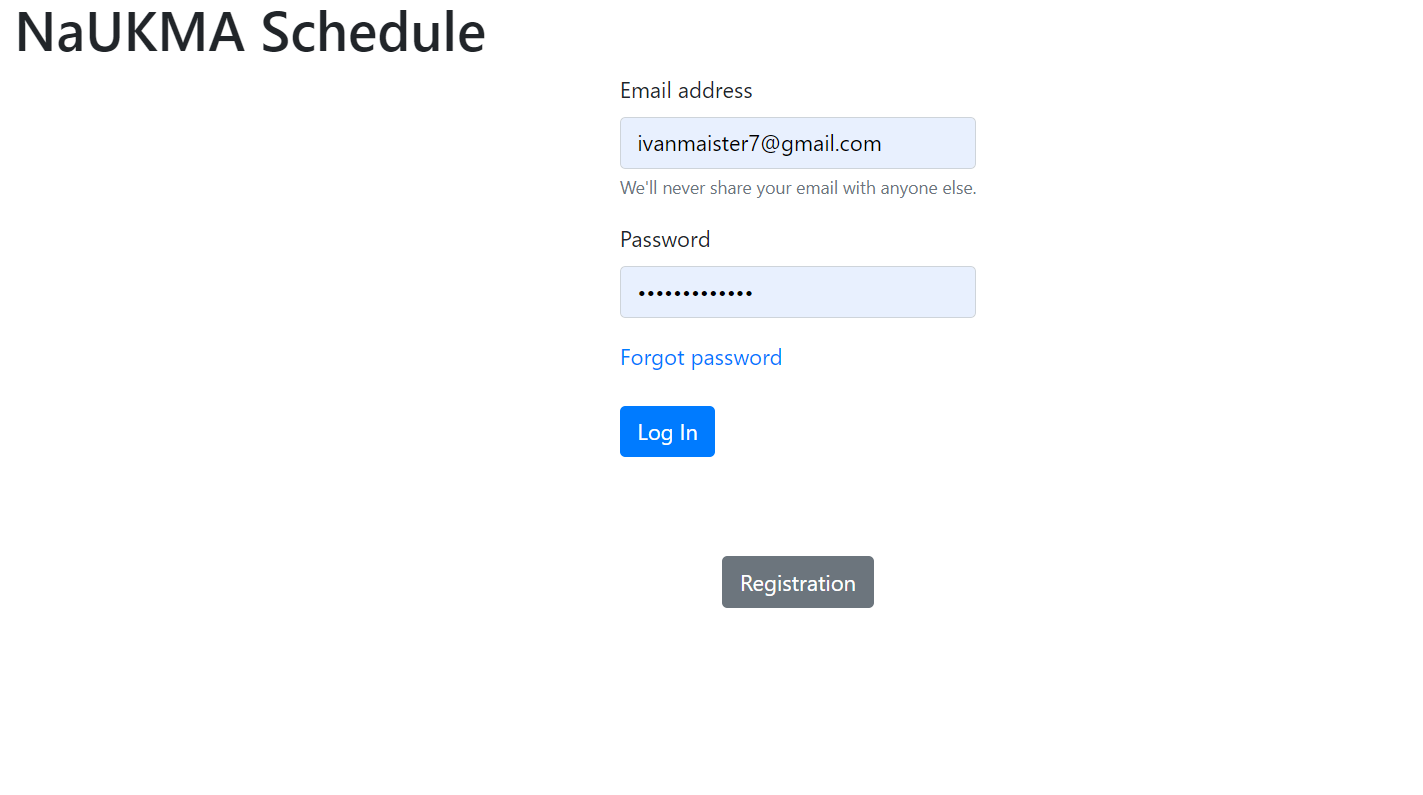 NaUKMA Schedule
Email address
ivanmaister7@gmail.com
We'll never share your email with anyone else.
Password
•••••••••••••
Forgot password
Log In
Registration